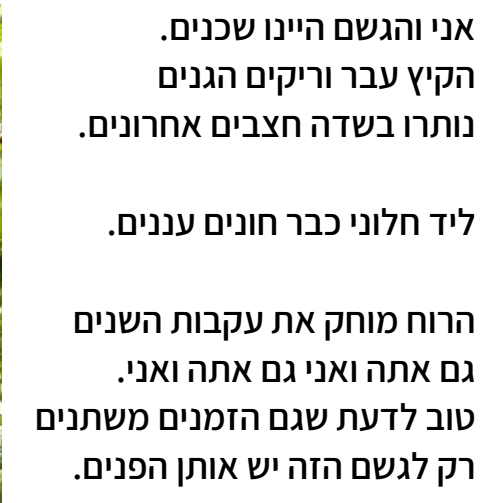 אני והגשם היינו שכנים.
הקיץ עבר וריקים הגנים
נותרו בשדה חצבים אחרונים.
ליד חלוני כבר חונים עננים.
הרוח מוחק את עקבות השנים
גם אתה ואני גם אתה ואני.
טוב לדעת שגם הזמנים משתנים
רק לגשם הזה יש אותן הפנים.